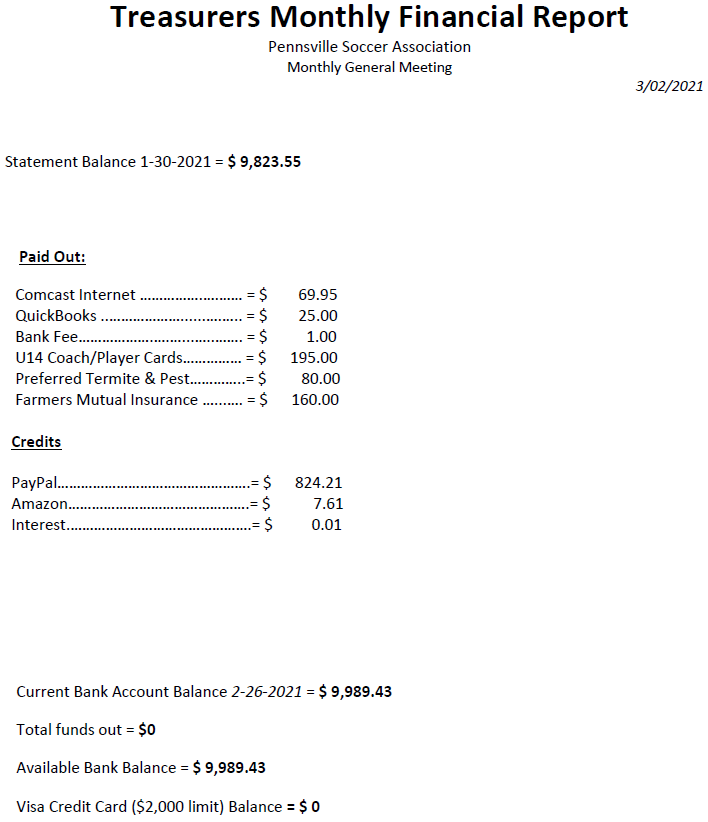 Treasurers Monthly Financial Report
Pennsville Soccer Association
Monthly General Meeting
3/02/2021
Statement Balance 1-30-2021 = $ 9,823.55
Paid Out:
Comcast Internet ........................ = $ 69.95
QuickBooks ................................. = $ 25.00
Bank Fee...................................... = $ 1.00
U14 Coach/Player Cards.............. = $ 195.00
Preferred Termite & Pest.............= $ 80.00
Farmers Mutual Insurance .......... = $ 160.00
Credits
PayPal.............................................= $ 824.21
Amazon..........................................= $ 7.61
Interest...........................................= $ 0.01
Current Bank Account Balance 2-26-2021 = $ 9,989.43
Total funds out = $0
Available Bank Balance = $ 9,989.43
Visa Credit Card ($2,000 limit) Balance = $ 0